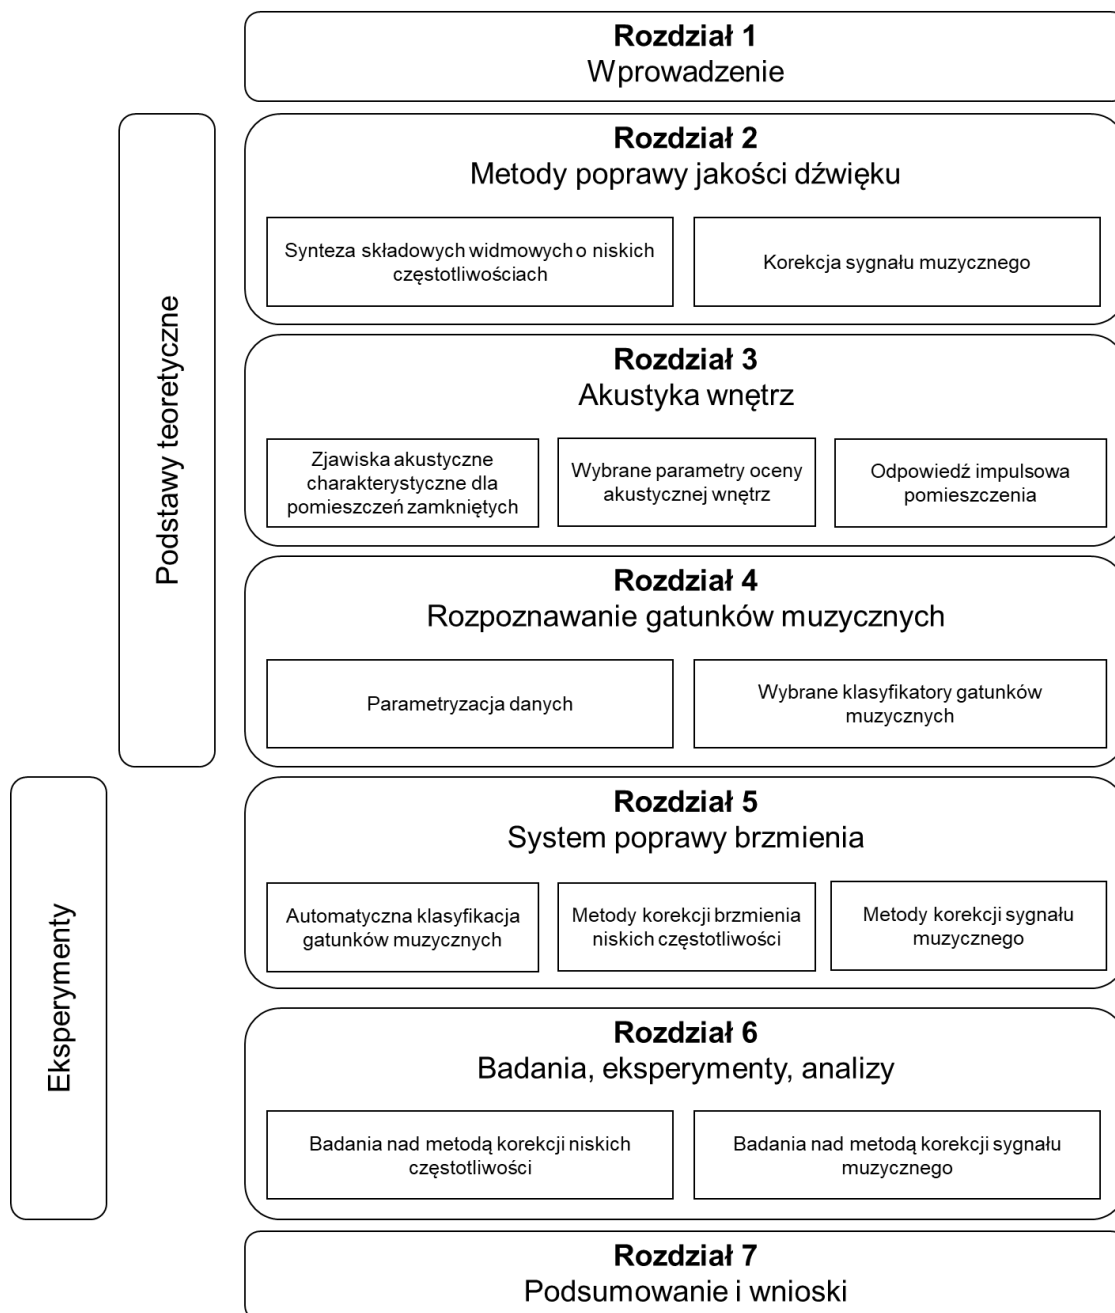 Rozdział 1
Wprowadzenie
Podstawy teoretyczne
Rozdział 2
Metody poprawy jakości dźwięku
Synteza składowych widmowych o niskich
częstotliwościach
Korekcja sygnału muzycznego
Rozdział 3
Akustyka wnętrz
Zjawiska akustyczne
charakterystyczne dla
pomieszczeń zamkniętych
Wybrane parametry oceny
akustycznej wnętrz
Odpowiedź impulsowa
pomieszczenia
Rozdział 4
Rozpoznawanie gatunków muzycznych
Parametryzacja danych
Wybrane klasyfikatory gatunków
muzycznych
Eksperymenty
Rozdział 5
System poprawy brzmienia
Automatyczna klasyfikacja
gatunków muzycznych
Metody korekcji brzmienia
niskich częstotliwości
Metody korekcji sygnału
muzycznego
Rozdział 6
Badania, eksperymenty, analizy
Badania nad metodą korekcji niskich
częstotliwości
Badania nad metodą korekcji sygnału
muzycznego
Rozdział 7
Podsumowanie i wnioski